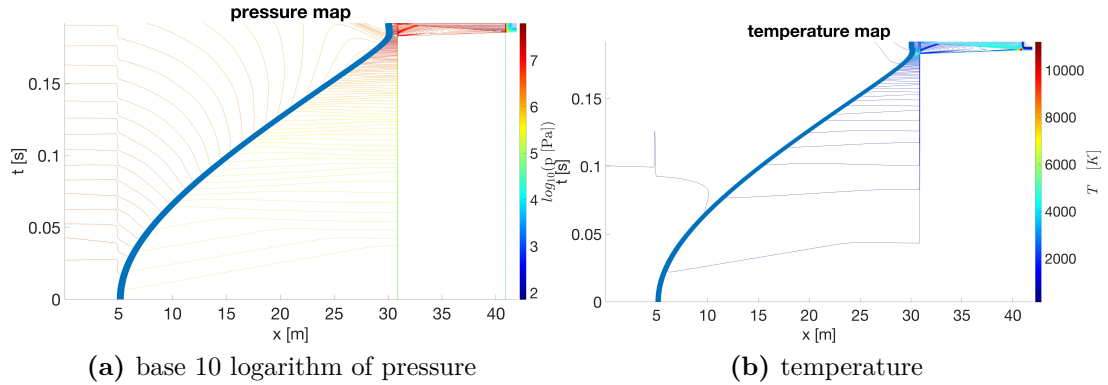 pressure map
t [s]
0.15
0.1
0.05
0
5 10 15 20 25 30 35 40
x [m]
7
6
5
4
3
2
log10(p [Pa])
(a) base 10 logarithm of pressure
temperature map
t [s]
0.15
0.1
0.05
0
5 10 15 20 25 30 35 40
x [m]
10000
8000
6000
4000
2000
T [K]
(b) temperature